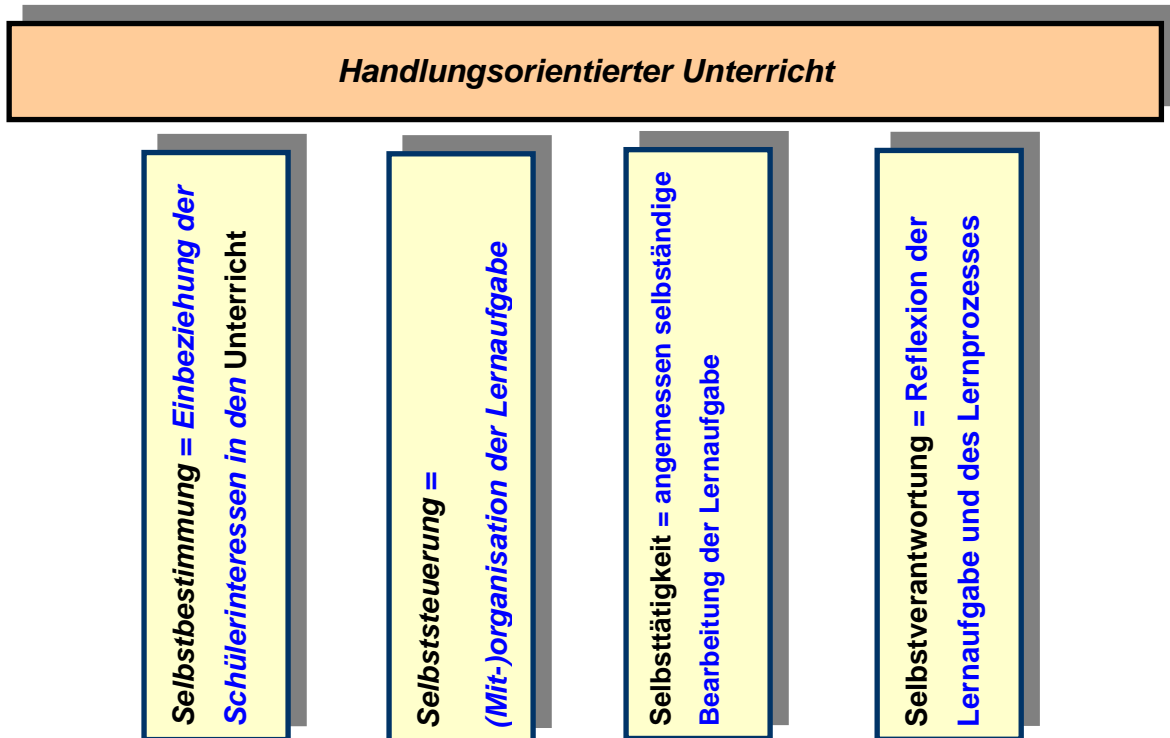 Handlungsorientierter Unterricht
Selbstbestimmung = Einbeziehung der
Schülerinteressen in den Unterricht
Selbststeuerung =
(Mit-)organisation der Lernaufgabe
Selbsttätigkeit = angemessen selbständige
Bearbeitung der Lernaufgabe
Selbstverantwortung = Reflexion der
Lernaufgabe und des Lernprozesses